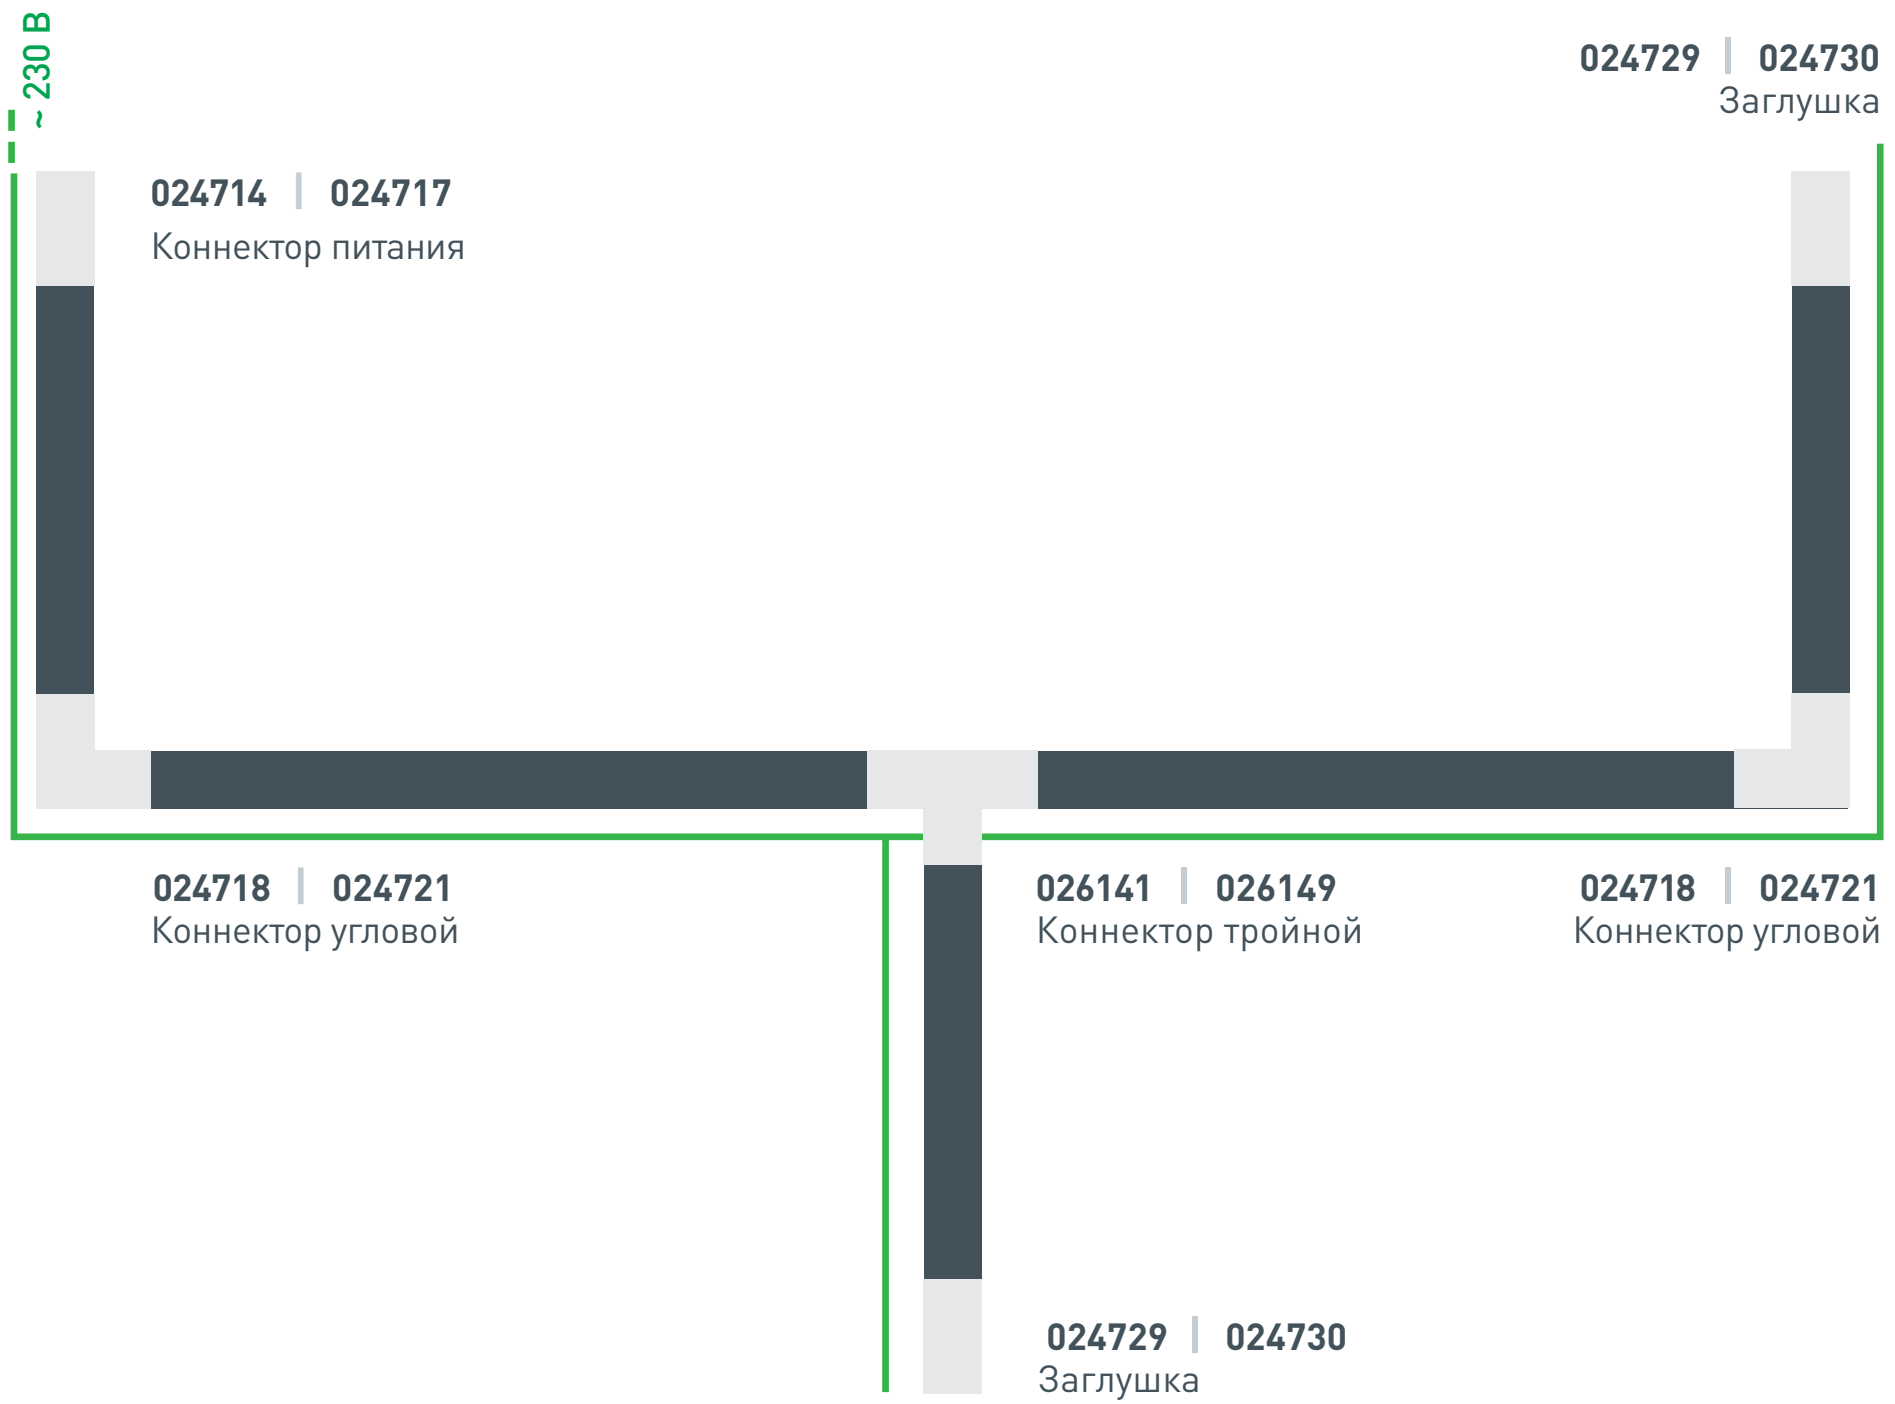 ~ 230 В
024729 | 024730
Заглушка
024714 | 024717
Коннектор питания
024718 | 024721
Коннектор угловой
026141 | 026149
Коннектор тройной
024718 | 024721
Коннектор угловой
024729 | 024730
Заглушка